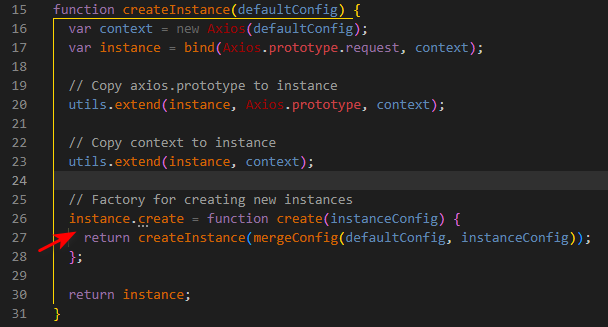 15 function createInstance(defaultConfig) {
16   var context = new Axios(defaultConfig);
17   var instance = bind(Axios.prototype.request, context);
18
19   // Copy axios.prototype to instance
20   utils.extend(instance, Axios.prototype, context);
21
22   // Copy context to instance
23   utils.extend(instance, context);
24
25   // Factory for creating new instances
26   instance.create = function create(instanceConfig) {
27     return createInstance(mergeConfig(defaultConfig, instanceConfig));
28   };
29
30   return instance;
31 }